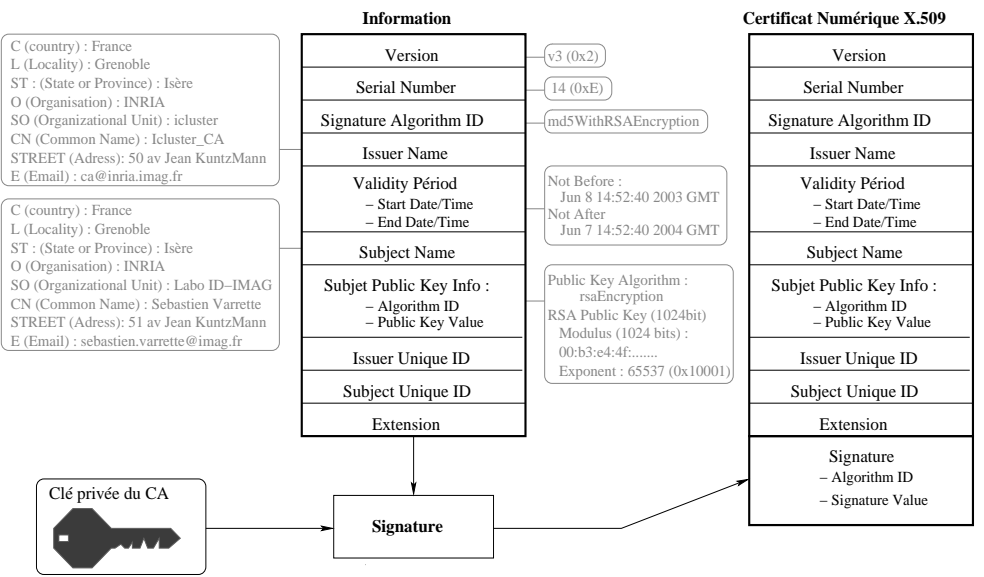 Information
Certificat Numérique X.509
C (country) : France
L (Locality) : Grenoble
ST : (State or Province) : Isère
O (Organisation) : INRIA
SO (Organizational Unit) : icluster
CN (Common Name) : Icluster_CA
STREET (Adress): 50 av Jean KuntzMann
E (Email) : ca@inria.imag.fr
C (country) : France
L (Locality) : Grenoble
ST : (State or Province) : Isère
O (Organisation) : INRIA
SO (Organizational Unit) : Labo ID−IMAG
CN (Common Name) : Sebastien Varrette
STREET (Adress): 51 av Jean KuntzMann
E (Email) : sebastien.varrette@imag.fr
Version
Serial Number
Signature Algorithm ID
Issuer Name
Validity Périod
− Start Date/Time
− End Date/Time
Subject Name
Subjet Public Key Info :
− Algorithm ID
− Public Key Value
Issuer Unique ID
Subject Unique ID
Extension
v3 (0x2)
14 (0xE)
md5WithRSAEncryption
Not Before :
Jun 8 14:52:40 2003 GMT
Not After
Jun 7 14:52:40 2004 GMT
Public Key Algorithm :
rsaEncryption
RSA Public Key (1024bit)
Modulus (1024 bits) :
00:b3:e4:4f:.......
Exponent : 65537 (0x10001)
Version
Serial Number
Signature Algorithm ID
Issuer Name
Validity Périod
− Start Date/Time
− End Date/Time
Subject Name
Subjet Public Key Info :
− Algorithm ID
− Public Key Value
Issuer Unique ID
Subject Unique ID
Extension
Signature
− Algorithm ID
− Signature Value
Clé privée du CA
Signature